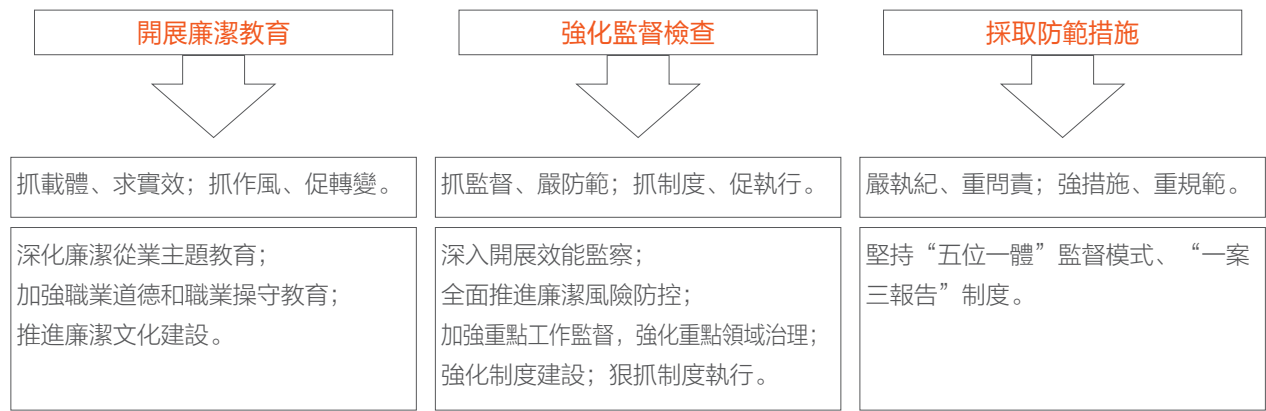 開展廉潔教育
抓載體、求實效；抓作風、促轉變。
深化廉潔從業主題教育；
加強職業道德和職業操守教育；
推進廉潔文化建設。
強化監督檢查
抓監督、嚴防範；抓制度、促執行。
深入開展效能監察；
全面推進廉潔風險防控；
加強重點工作監督，強化重點領域治理；
強化制度建設；狠抓制度執行。
採取防範措施
嚴執紀、重問責；強措施、重規範。
堅持“五位一體”監督模式、“一案
三報告”制度。